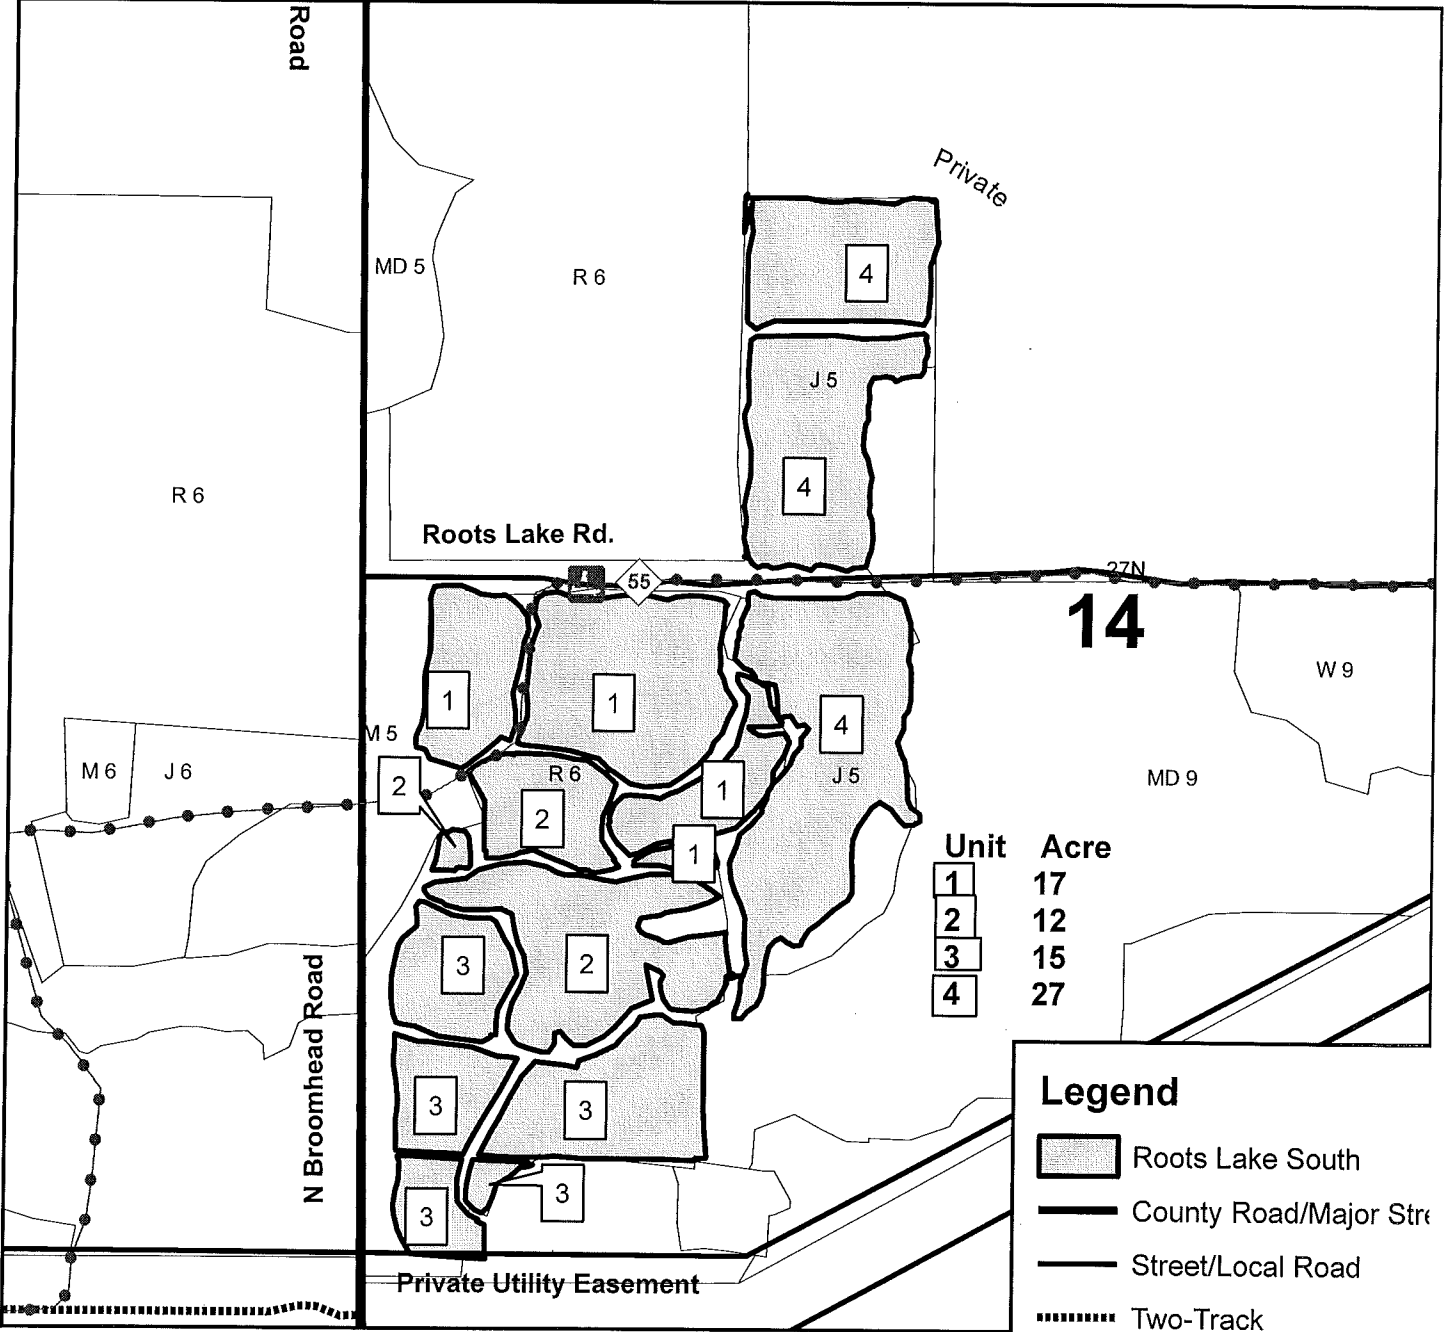 Road
Private
MD 5
R 6
4
J 5
4
R 6
Roots Lake Rd.
55
27N
14
W 9
1
1
4
M 5
M 6
J 6
2
R 6
1
J 5
MD 9
2
1
Unit Acre
1 17
2 12
3 15
4 27
3
2
N Broomhead Road
3
3
3
3
Private Utility Easement
Legend
Roots Lake South
County Road/Major Stre
Street/Local Road
Two-Track